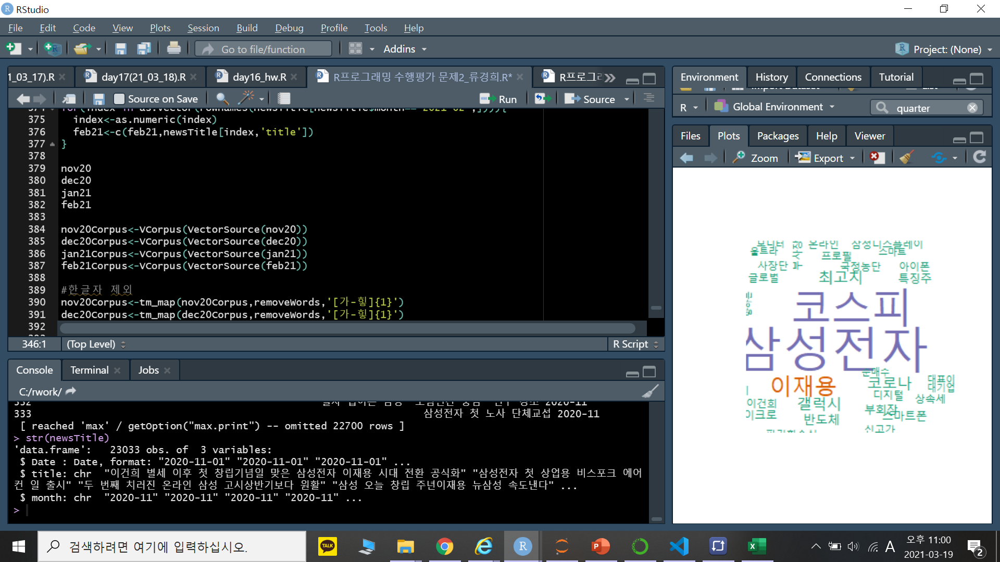 RStudio
File Edit Code View Plots Session Build Debug Profile Tools Help
Go to file/function Addins Project: (None)
1_03_17).R day17(21_03_18).R day16_hw.R R프로그래밍 수행평가 문제2_류경희.R*
Source on Save Run Source
375 index<-as.numeric(index)
376 feb21<-c(feb21,newsTitle[index,'title'])
377 }
378
379 nov20
380 dec20
381 jan21
382 feb21
383
384 nov20Corpus<-VCorpus(VectorSource(nov20))
385 dec20Corpus<-VCorpus(VectorSource(dec20))
386 jan21Corpus<-VCorpus(VectorSource(jan21))
387 feb21Corpus<-VCorpus(VectorSource(feb21))
388
389 #한글자 제외
390 nov20Corpus<-tm_map(nov20Corpus,removeWords,'[가-힣]{1}')
391 dec20Corpus<-tm_map(dec20Corpus,removeWords,'[가-힣]{1}')
392
346:1 (Top Level) R Script
Console Terminal Jobs
C:/rwork/
333 삼성전자 첫 노사 단체교섭 2020-11
[ reached 'max' / getOption("max.print") -- omitted 22700 rows ]
> str(newsTitle)
'data.frame': 23033 obs. of 3 variables:
$ Date : Date, format: "2020-11-01" "2020-11-01" "2020-11-01" ...
$ title: chr "이건희 별세 이후 첫 창립기념일 맞은 삼성전자 이재용 시대 전환 공식화" "삼성전자 첫 상업용 비스포크 에어
컨 일 출시" "두 번째 치러진 온라인 삼성 고시상반기보다 원활" "삼성 오늘 창립 주년이재용 뉴삼성 속도낸다" ...
$ month: chr "2020-11" "2020-11" "2020-11" "2020-11" ...
>
Environment History Connections Tutorial
R Global Environment quarter
Files Plots Packages Help Viewer
Zoom Export
온라인 삼성디스플레이
울트라 프로필 스마트
사장단 국정농단 아이폰
글로벌 최고치 특징주
코스피
삼성전자
이재용 코로나 대기업
디지털 상속세
이건희 갤럭시 부회장
이크로 반도체 스마트폰
신고가
검색하려면 여기에 입력하십시오.
TALK
A 오후 11:00
2021-03-19
2